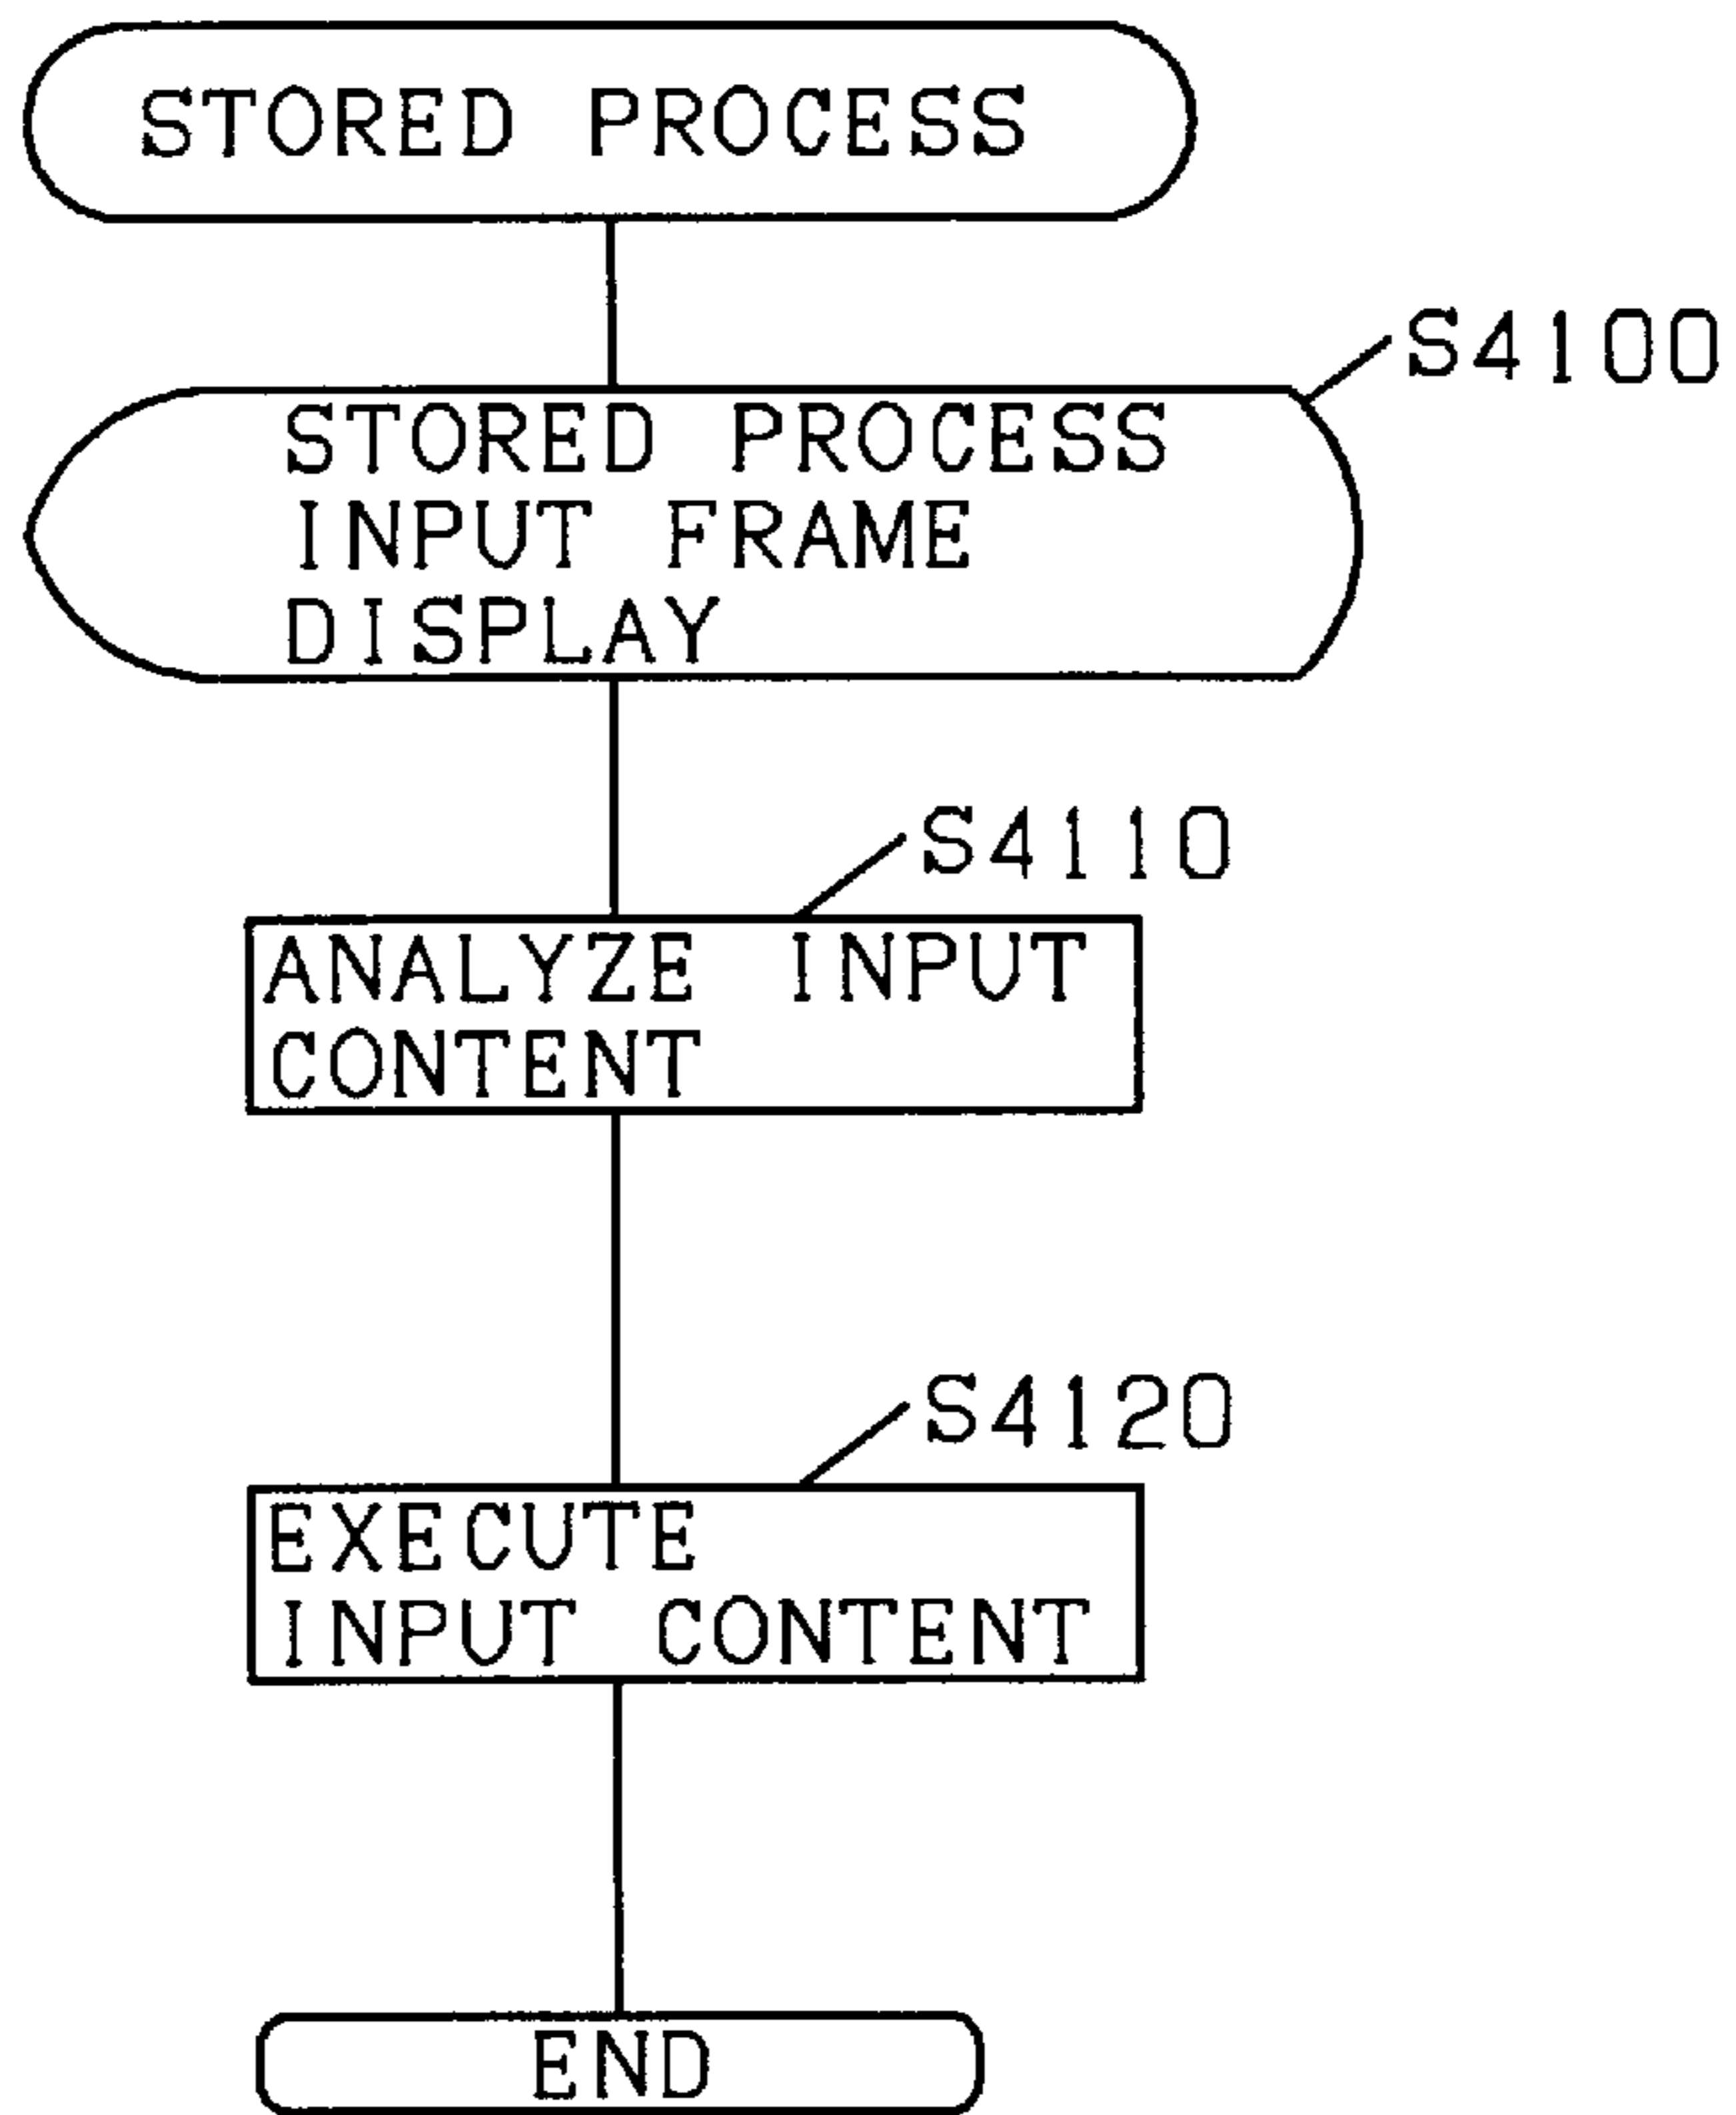 STORED PROCESS
S4100
STORED PROCESS
INPUT FRAME
DISPLAY
S4110
ANALYZE INPUT
CONTENT
S4120
EXECUTE
INPUT CONTENT
END